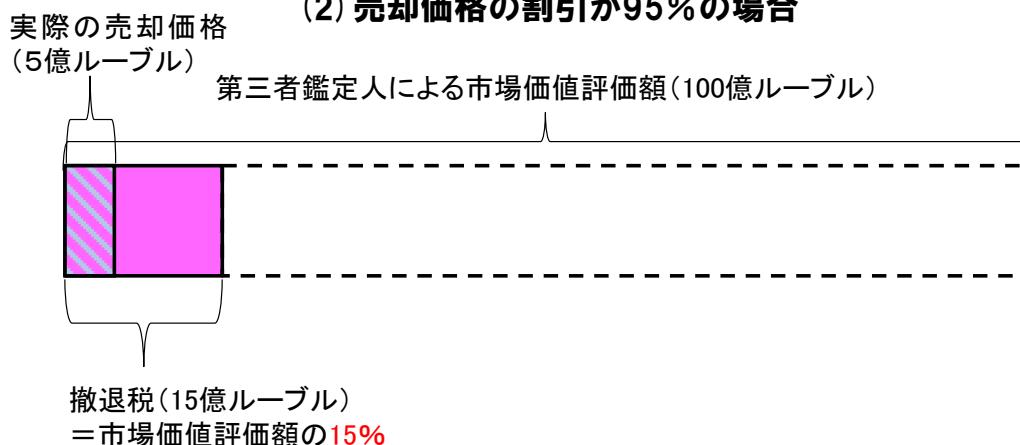 (2)売却価格の割引が95%の場合
実際の売却価格
(5億ルーブル)
第三者鑑定人による市場価値評価額(100億ルーブル)
撤退税(15億ルーブル)
=市場価値評価額の15%